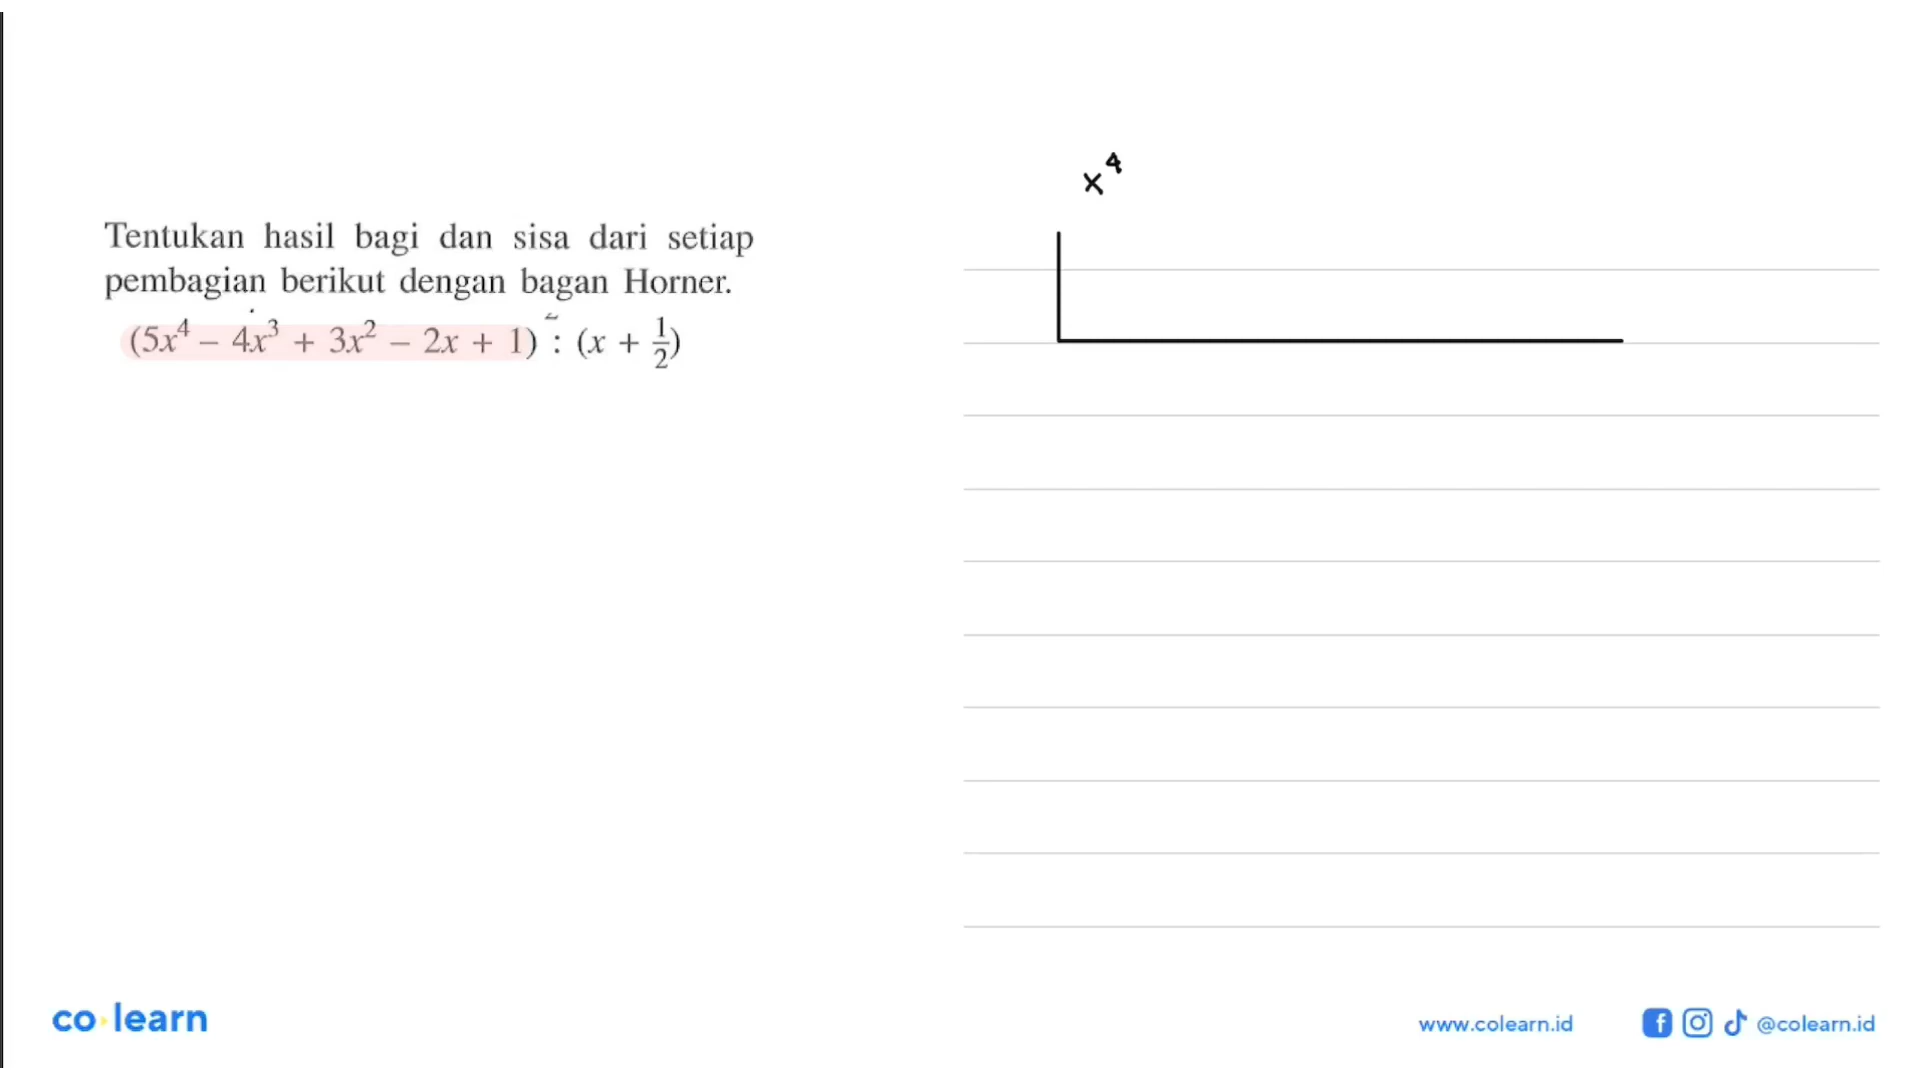 Tentukan hasil bagi dan sisa dari setiap
pembagian berikut dengan bagan Horner.
(5x⁴ – 4x³ + 3x² – 2x + 1) : (x + 1/2)
x⁴
co learn
www.colearn.id
@colearn.id